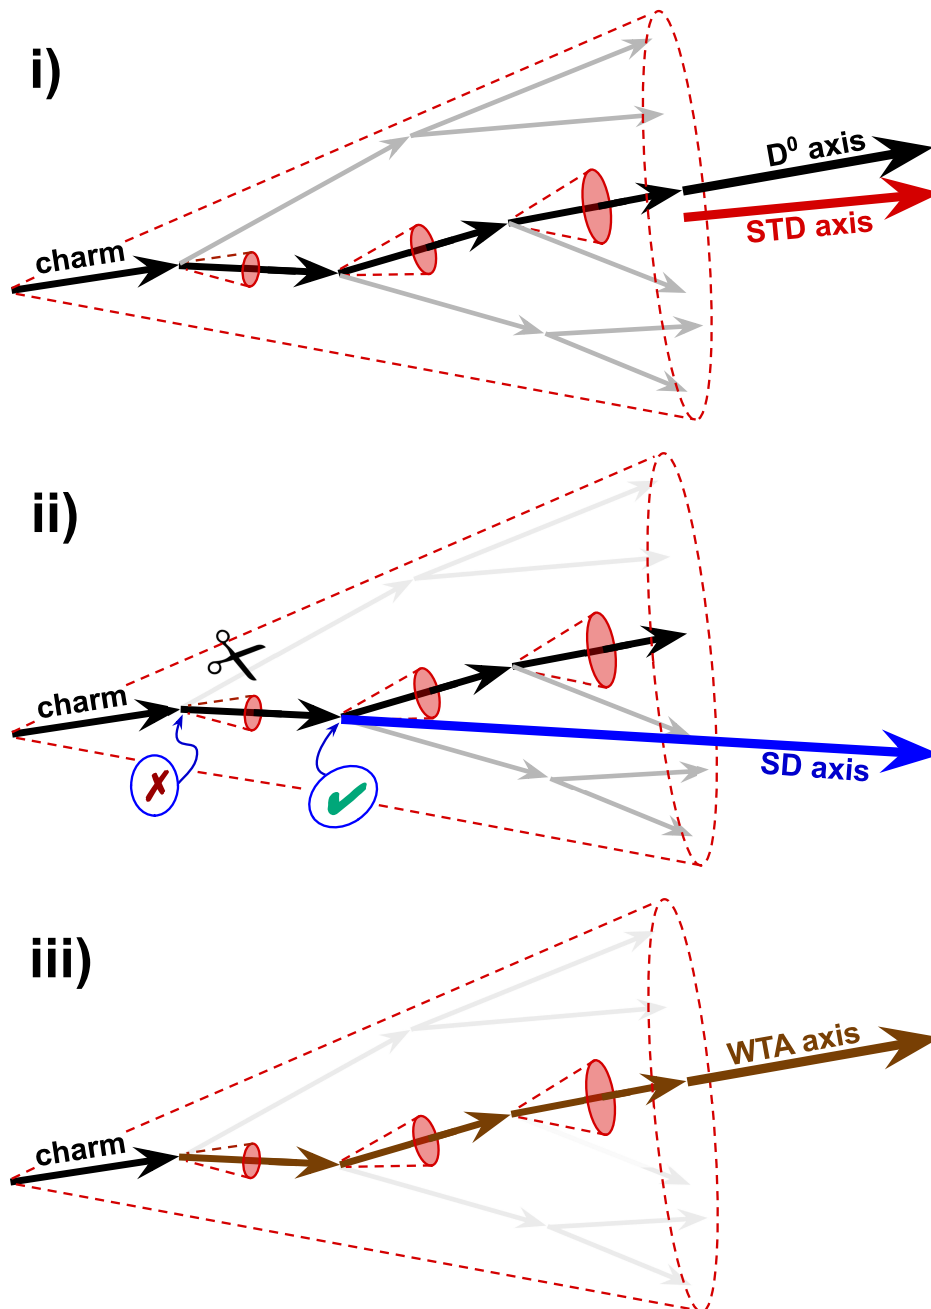 i)
D⁰ axis
STD axis
charm
ii)
charm
✗
✔
SD axis
iii)
WTA axis
charm